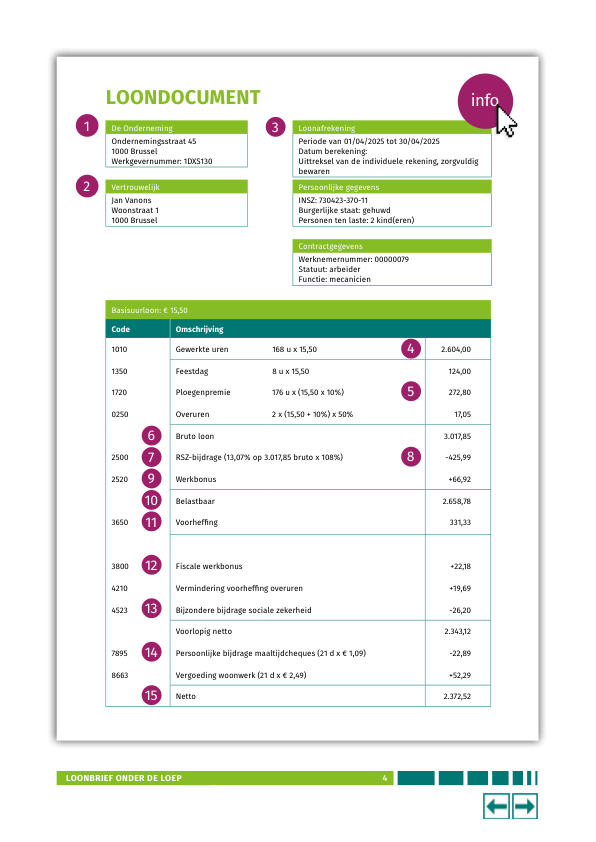 LOONDOCUMENT
info
1
De Onderneming
Ondernemingsstraat 45
1000 Brussel
Werkgevernummer: 1DXS130
3
Loonafrekening
Periode van 01/04/2025 tot 30/04/2025
Datum berekening:
Uittreksel van de individuele rekening, zorgvuldig
bewaren
2
Vertrouwelijk
Jan Vanons
Woonstraat 1
1000 Brussel
Persoonlijke gegevens
INSZ: 730423-370-11
Burgerlijke staat: gehuwd
Personen ten laste: 2 kind(eren)
Contractgegevens
Werknemernummer: 00000079
Statuut: arbeider
Functie: mecanicien
Basisuurloon: € 15,50
Code Omschrijving
1010 Gewerkte uren 168 u x 15,50 4 2.604,00
1350 Feestdag 8 u x 15,50 124,00
1720 Ploegenpremie 176 u x (15,50 x 10%) 5 272,80
0250 Overuren 2 x (15,50 + 10%) x 50% 17,05
6 Bruto loon 3.017,85
2500 7 RSZ-bijdrage (13,07% op 3.017,85 bruto x 108%) 8 -425,99
2520 9 Werkbonus +66,92
10 Belastbaar 2.658,78
3650 11 Voorheffing 331,33
3800 12 Fiscale werkbonus +22,18
4210 Vermindering voorheffing overuren +19,69
4523 13 Bijzondere bijdrage sociale zekerheid -26,20
Voorlopig netto 2.343,12
7895 14 Persoonlijke bijdrage maaltijdcheques (21 d x € 1,09) -22,89
8663 Vergoeding woonwerk (21 d x € 2,49) +52,29
15 Netto 2.372,52
LOONBRIEF ONDER DE LOEP 4